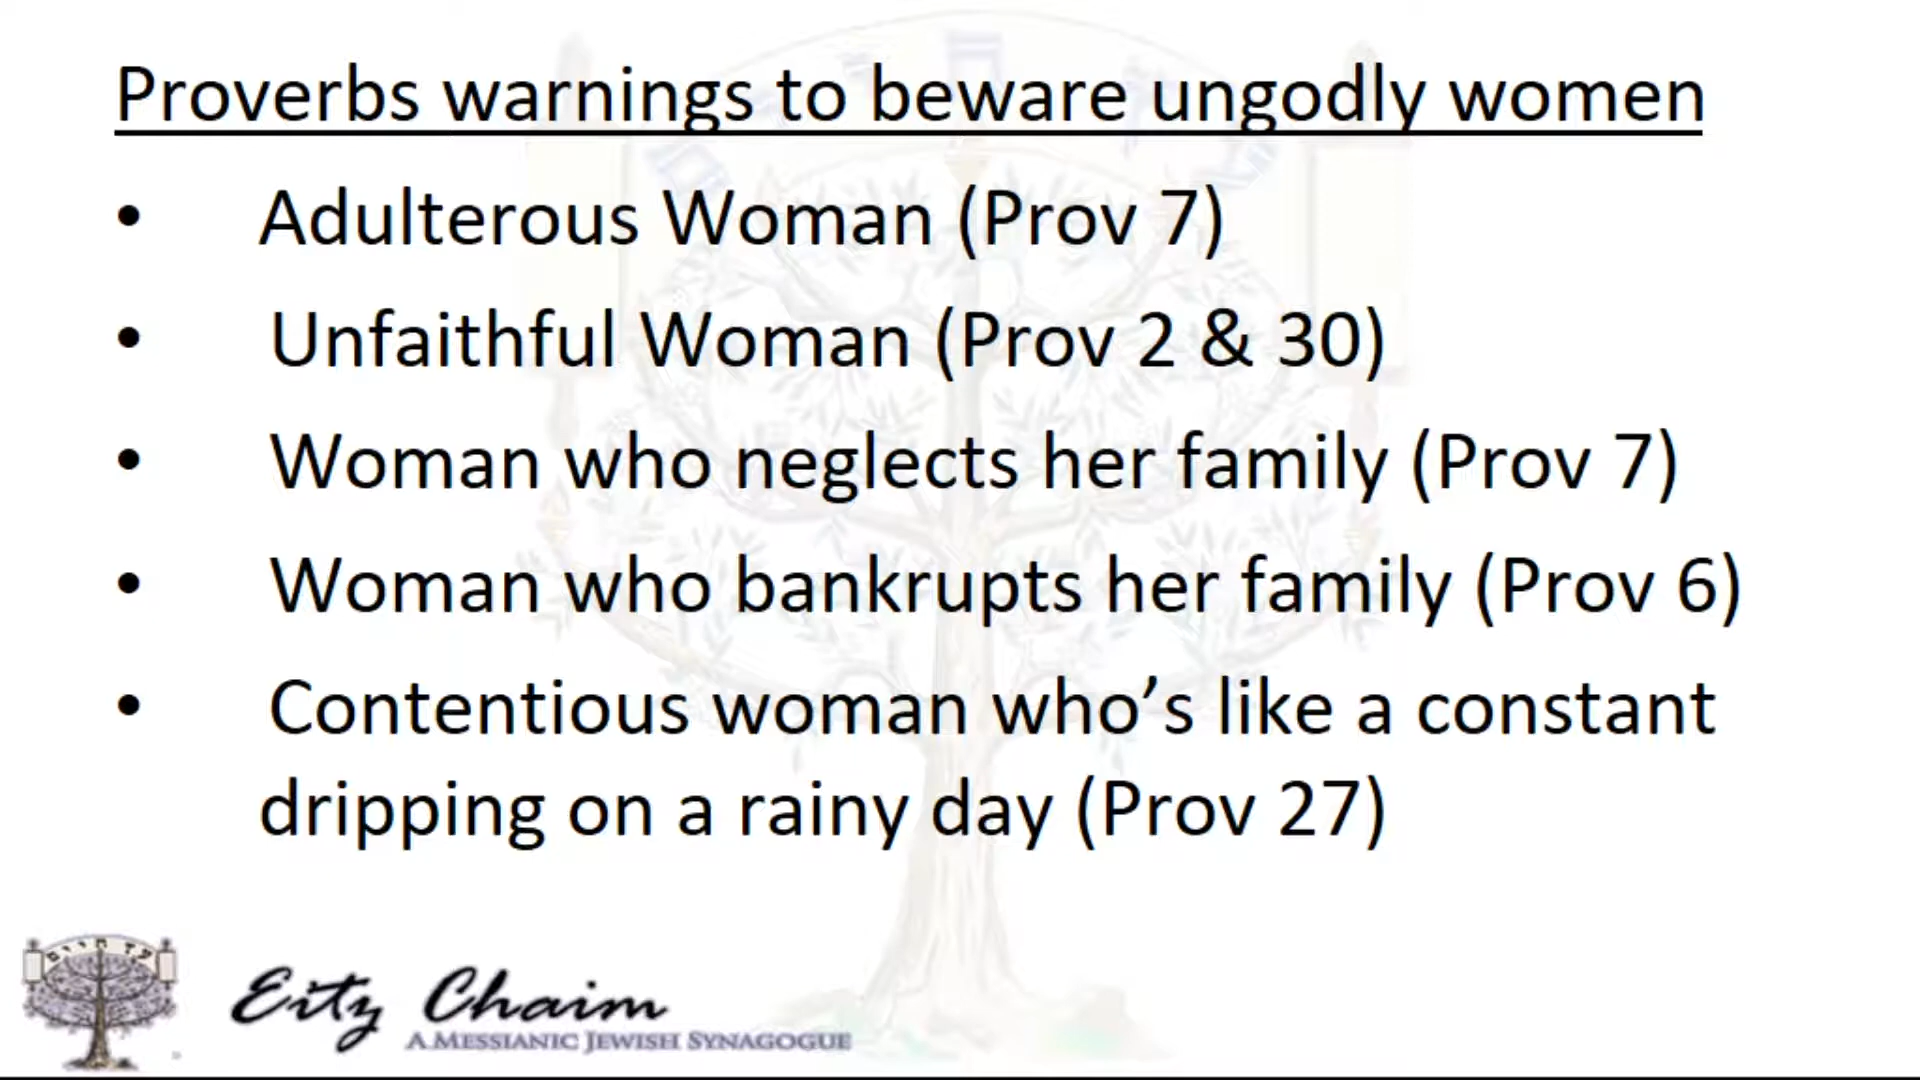 Proverbs warnings to beware ungodly women
• Adulterous Woman (Prov 7)
• Unfaithful Woman (Prov 2 & 30)
• Woman who neglects her family (Prov 7)
• Woman who bankrupts her family (Prov 6)
• Contentious woman who’s like a constant
dripping on a rainy day (Prov 27)
עץ חיים
Eitz Chaim
A Messianic Jewish Synagogue